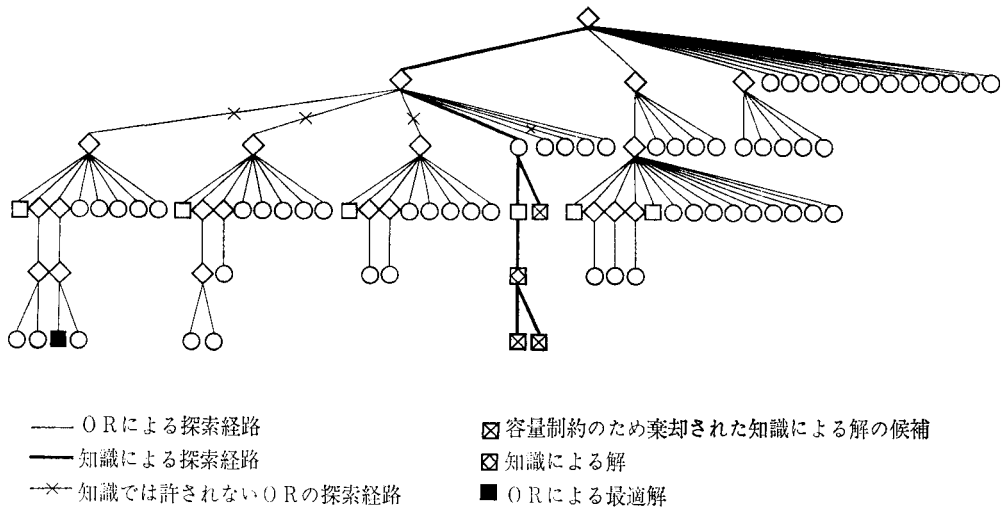 ORによる探索経路
知識による探索経路
知識では許されないORの探索経路
容量制約のため棄却された知識による解の候補
知識による解
ORによる最適解